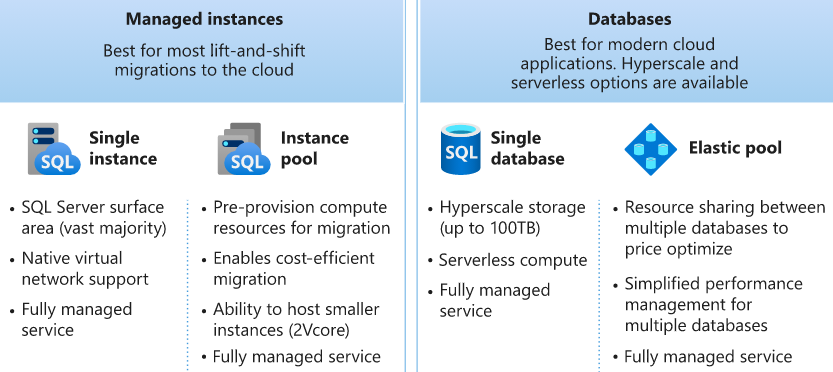 Managed instances
Best for most lift-and-shift
migrations to the cloud
SQL
Single
instance
• SQL Server surface
area (vast majority)
• Native virtual
network support
• Fully managed
service
SQL
Instance
pool
• Pre-provision compute
resources for migration
• Enables cost-efficient
migration
• Ability to host smaller
instances (2Vcore)
• Fully managed service
Databases
Best for modern cloud
applications. Hyperscale and
serverless options are available
SQL
Single
database
• Hyperscale storage
(up to 100TB)
• Serverless compute
• Fully managed
service
Elastic pool
• Resource sharing between
multiple databases to
price optimize
• Simplified performance
management for
multiple databases
• Fully managed service